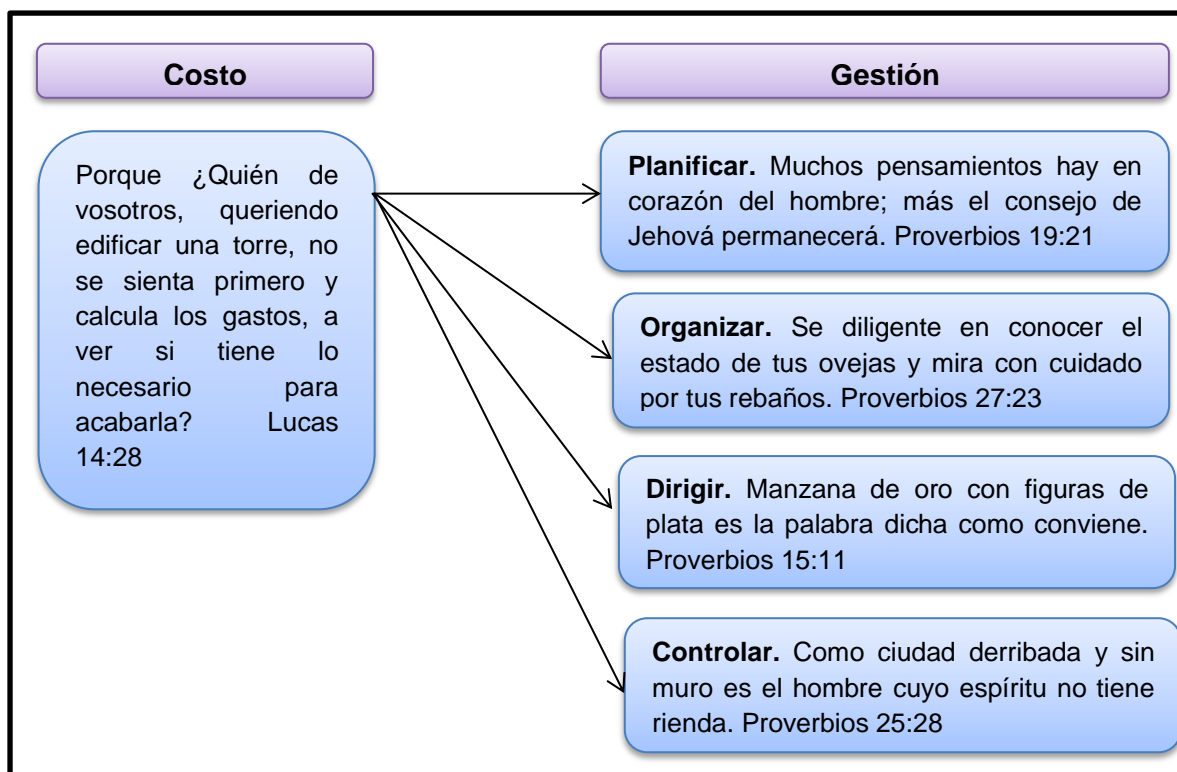 Costo
Gestión
Porque ¿Quién de
vosotros, queriendo
edificar una torre, no
se sienta primero y
calcula los gastos, a
ver si tiene lo
necesario para
acabarla? Lucas
14:28
Planificar. Muchos pensamientos hay en
corazón del hombre; más el consejo de
Jehová permanecerá. Proverbios 19:21
Organizar. Se diligente en conocer el
estado de tus ovejas y mira con cuidado
por tus rebaños. Proverbios 27:23
Dirigir. Manzana de oro con figuras de
plata es la palabra dicha como conviene.
Proverbios 15:11
Controlar. Como ciudad derribada y sin
muro es el hombre cuyo espíritu no tiene
rienda. Proverbios 25:28